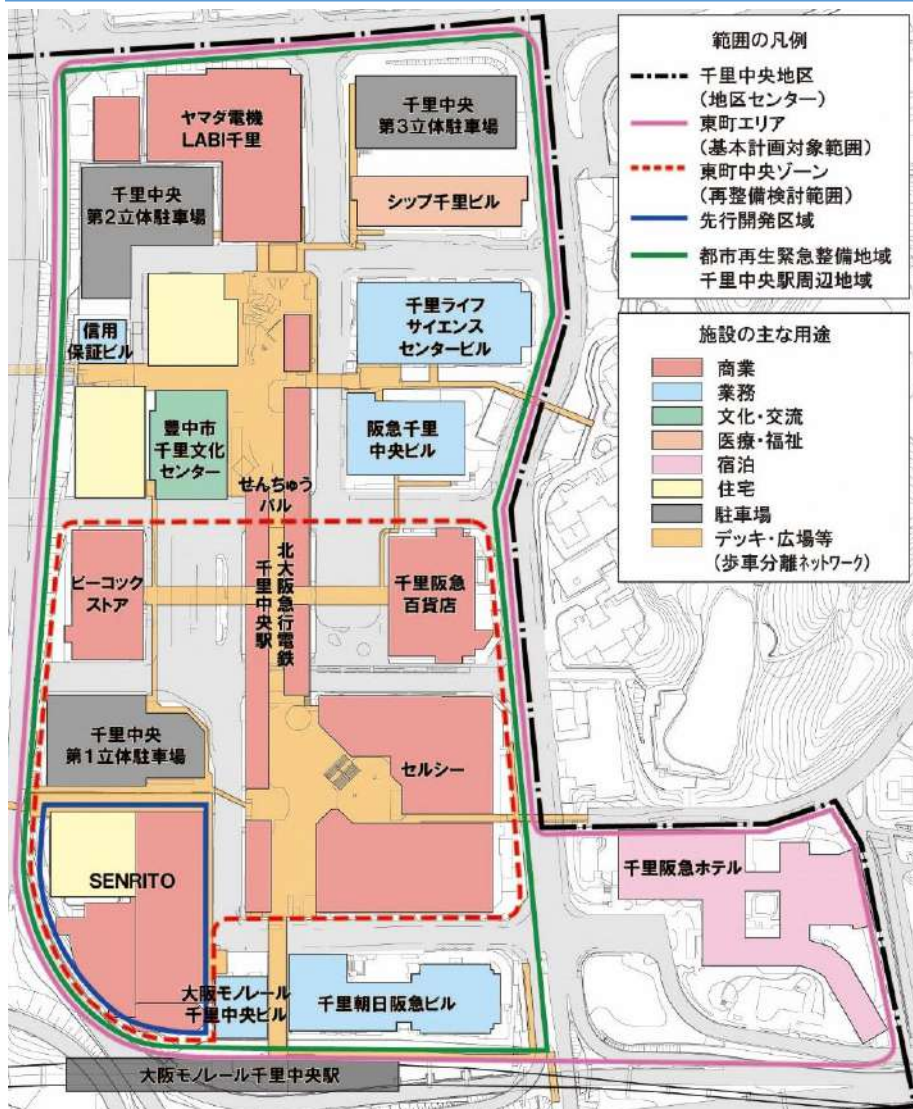 範囲の凡例
千里中央地区
(地区センター)
東町エリア
(基本計画対象範囲)
東町中央ゾーン
(再整備検討範囲)
先行開発区域
都市再生緊急整備地域
千里中央駅周辺地域
施設の主な用途
商業
業務
文化・交流
医療・福祉
宿泊
住宅
駐車場
デッキ・広場等
(歩車分離ネットワーク)
ヤマダ電機
LABI千里
千里中央
第3立体駐車場
千里中央
第2立体駐車場
シップ千里ビル
信用
保証ビル
千里ライフ
サイエンス
センタービル
豊中市
千里文化
センター
阪急千里
中央ビル
せんちゅう
パル
北大阪急行電鉄
千里中央駅
ピーコック
ストア
千里阪急
百貨店
千里中央
第1立体駐車場
セルシー
SENRITO
千里阪急ホテル
大阪モノレール
千里中央ビル
千里朝日阪急ビル
大阪モノレール千里中央駅